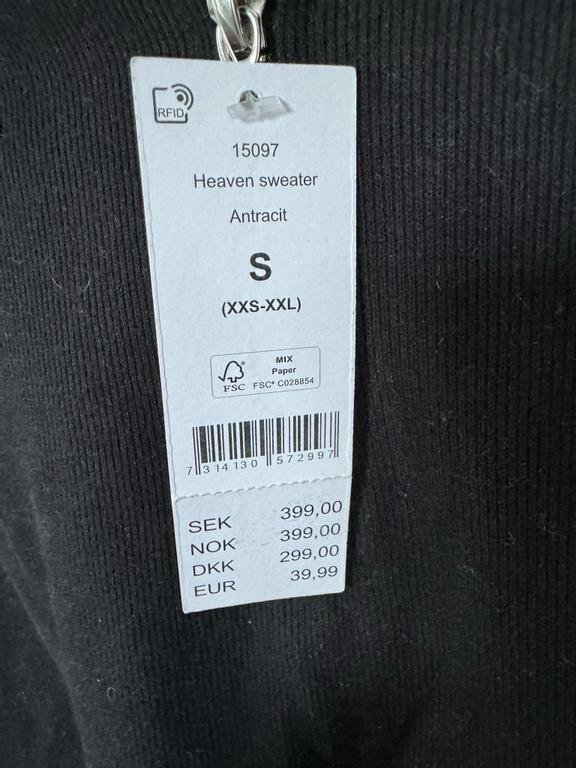 RFID
15097
Heaven sweater
Antracit
S
(XXS-XXL)
FSC®
MIX
Paper
FSC® C028854
7 314130 572997
SEK 399,00
NOK 399,00
DKK 299,00
EUR 39,99